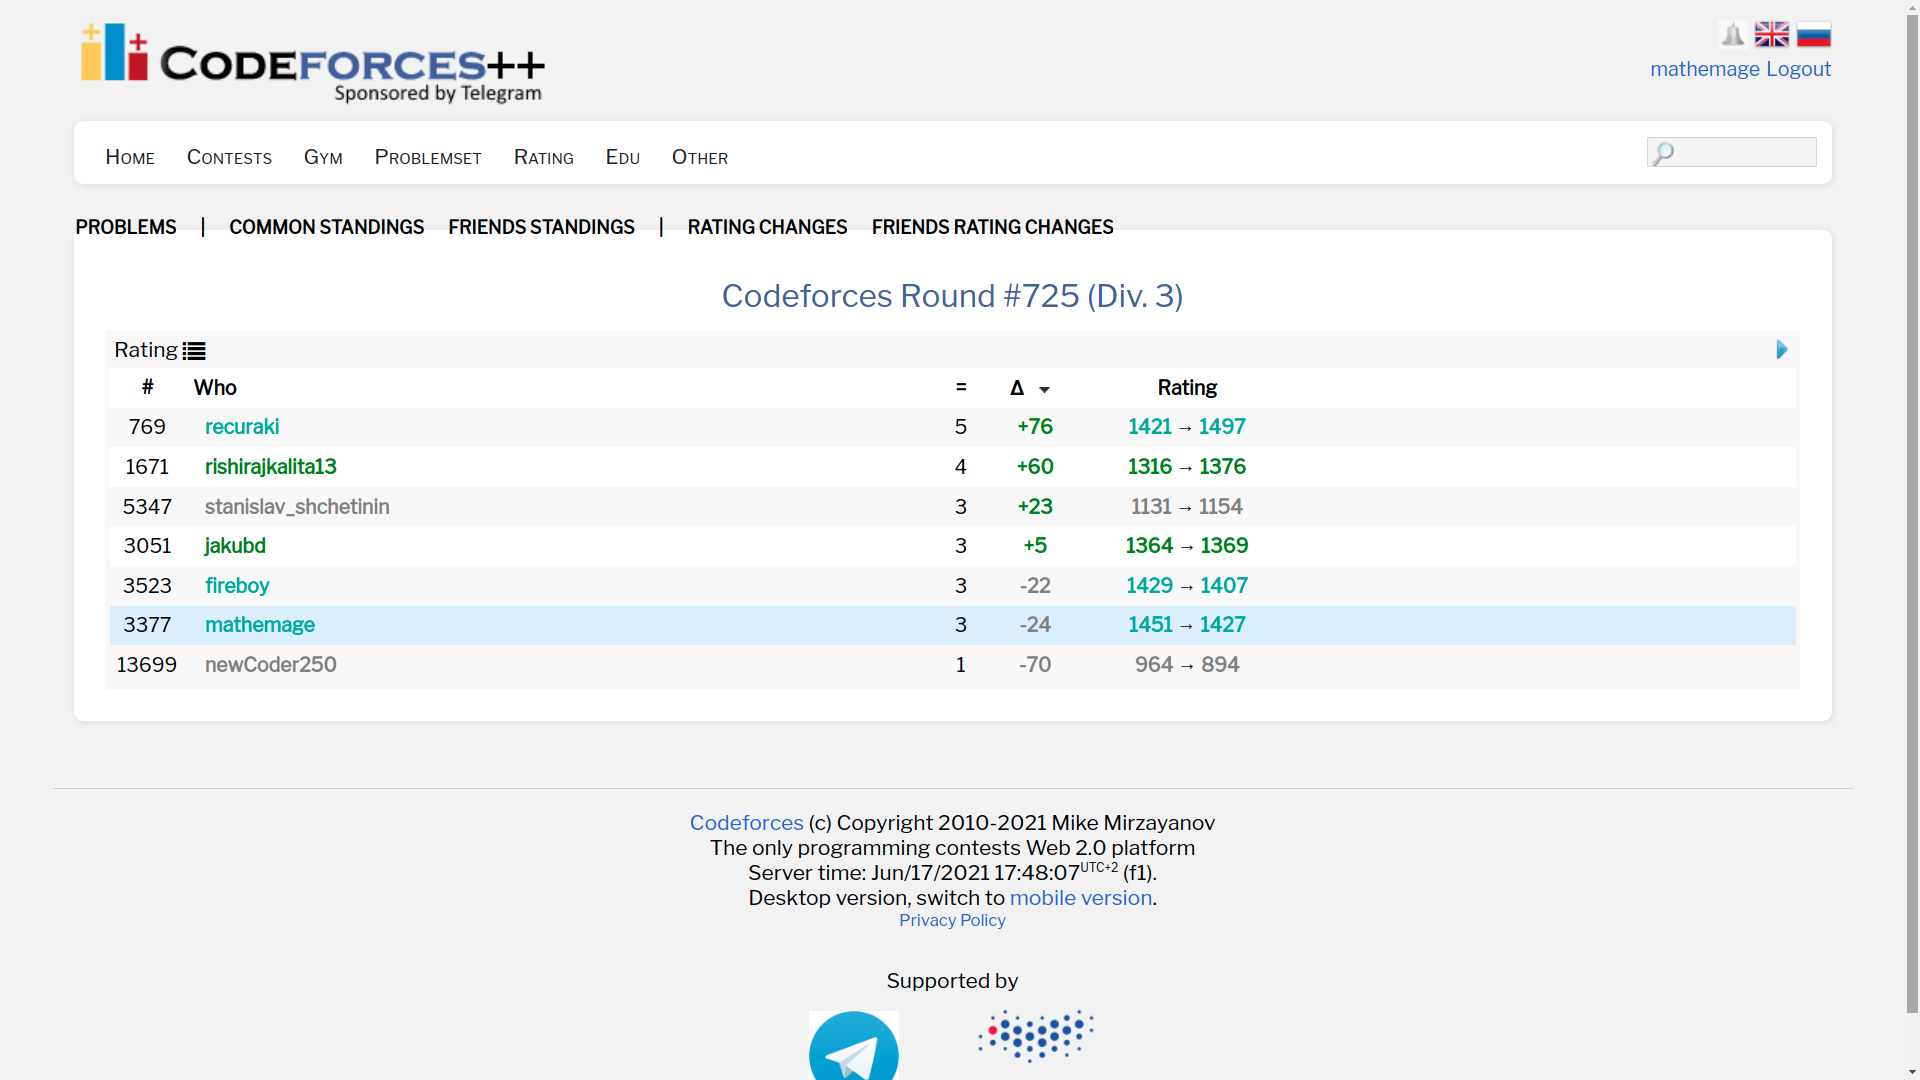 CODEFORCES++
Sponsored by Telegram
mathemage Logout
HOME CONTESTS GYM PROBLEMSET RATING EDU OTHER
PROBLEMS | COMMON STANDINGS FRIENDS STANDINGS | RATING CHANGES FRIENDS RATING CHANGES
Codeforces Round #725 (Div. 3)
Rating
# Who = Δ Rating
769 recuraki 5 +76 1421 → 1497
1671 rishirajkalita13 4 +60 1316 → 1376
5347 stanislav_shchetinin 3 +23 1131 → 1154
3051 jakubd 3 +5 1364 → 1369
3523 fireboy 3 -22 1429 → 1407
3377 mathemage 3 -24 1451 → 1427
13699 newCoder250 1 -70 964 → 894
Codeforces (c) Copyright 2010-2021 Mike Mirzayanov
The only programming contests Web 2.0 platform
Server time: Jun/17/2021 17:48:07UTC+2 (f1).
Desktop version, switch to mobile version.
Privacy Policy
Supported by